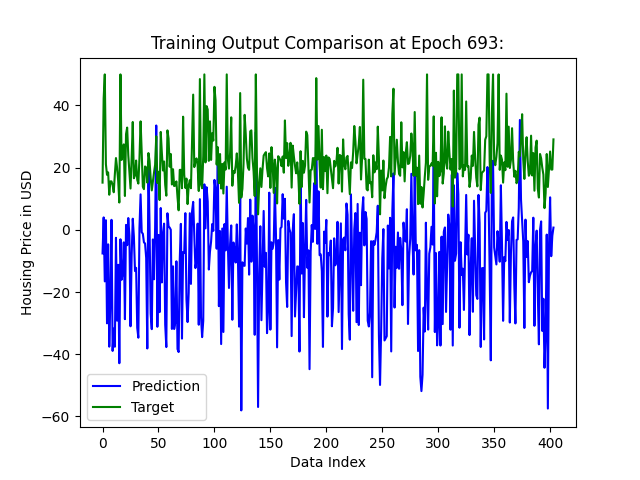 Training Output Comparison at Epoch 693:
Housing Price in USD
40
20
0
−20
−40
−60
Prediction
Target
0 50 100 150 200 250 300 350 400
Data Index